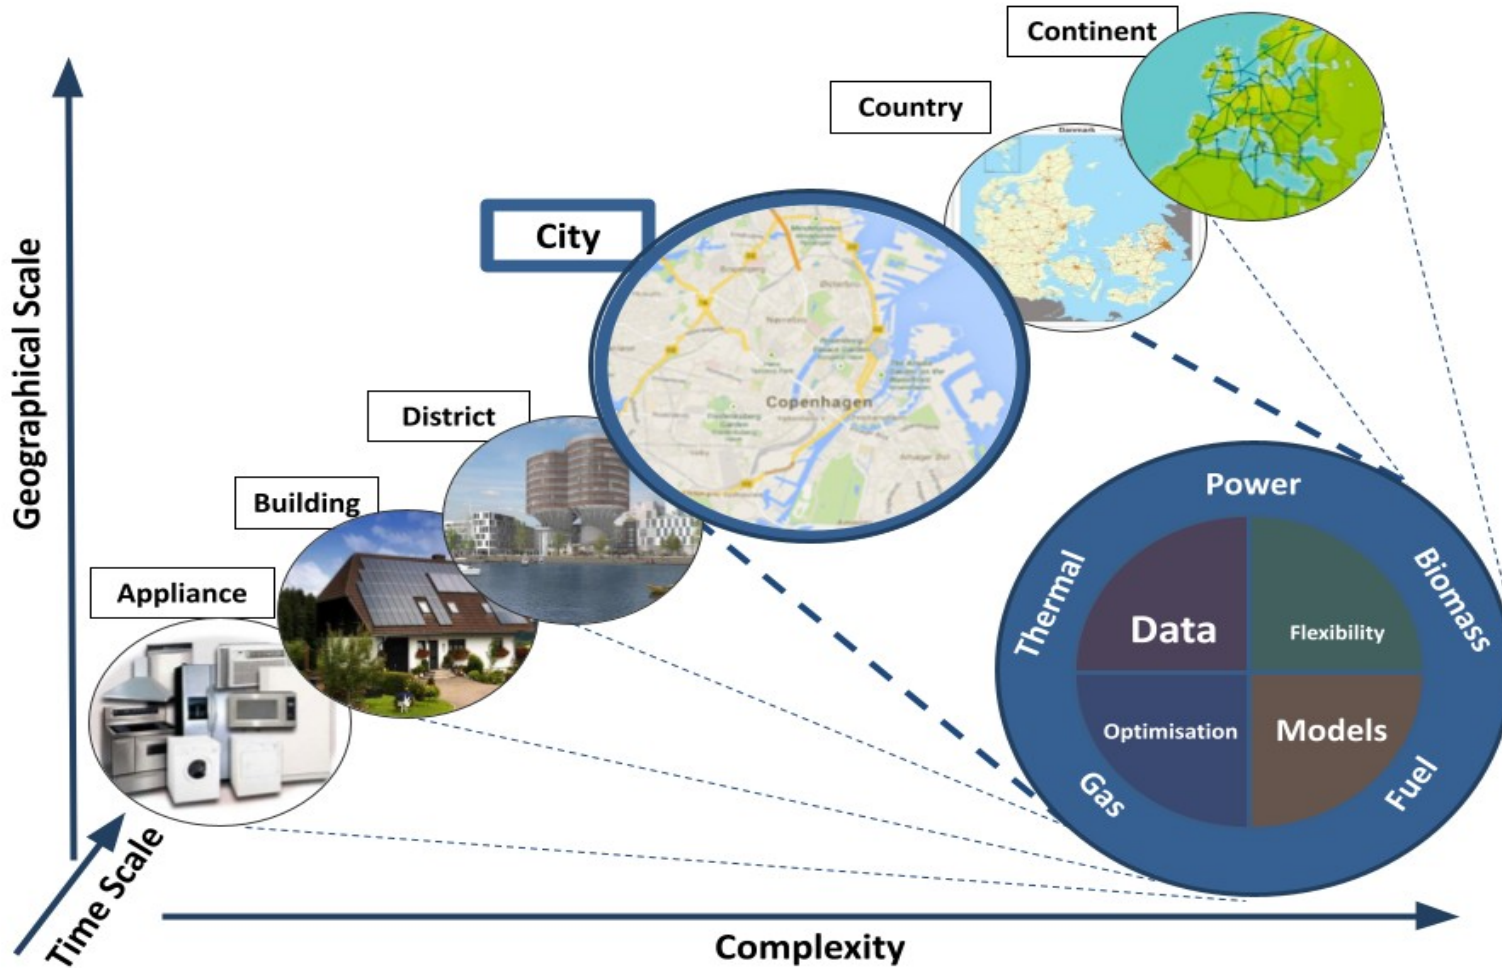 Continent
Country
Danmark
City
Geographical Scale
Copenhagen
District
Building
Appliance
Power
Thermal
Biomass
Data
Flexibility
Optimisation
Models
Gas
Fuel
Time Scale
Complexity